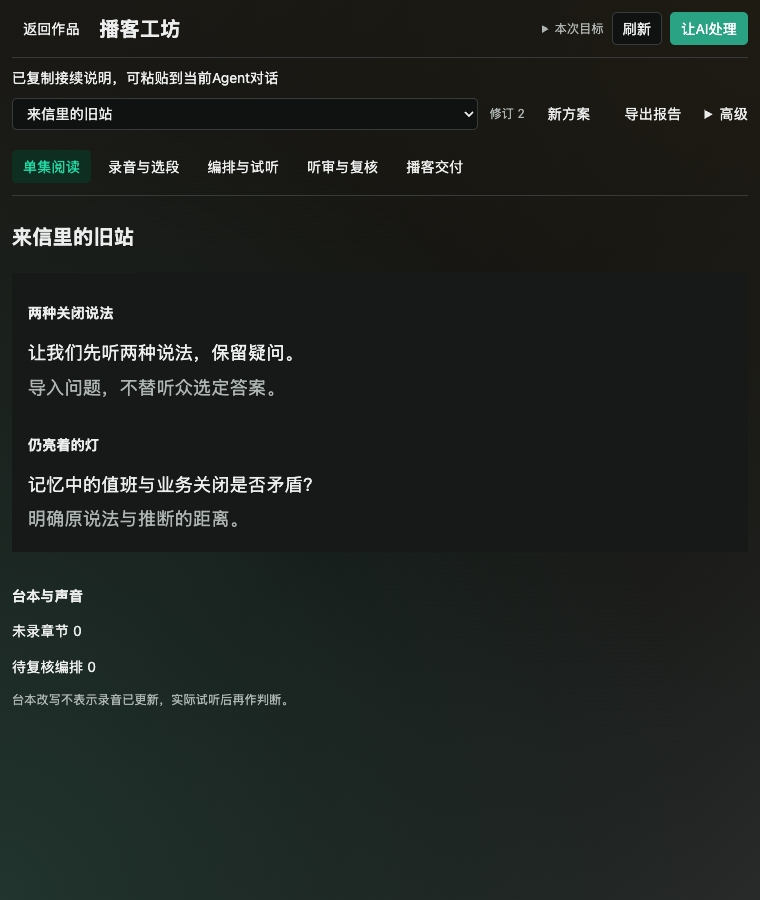 返回作品 播客工坊 ▶ 本次目标 刷新 让AI处理
已复制接续说明，可粘贴到当前Agent对话
来信里的旧站 修订 2 新方案 导出报告 ▶ 高级
单集阅读 录音与选段 编排与试听 听审与复核 播客交付
来信里的旧站
两种关闭说法
让我们先听两种说法，保留疑问。
导入问题，不替听众选定答案。
仍亮着的灯
记忆中的值班与业务关闭是否矛盾？
明确原说法与推断的距离。
台本与声音
未录章节 0
待复核编排 0
台本改写不表示录音已更新，实际试听后再作判断。